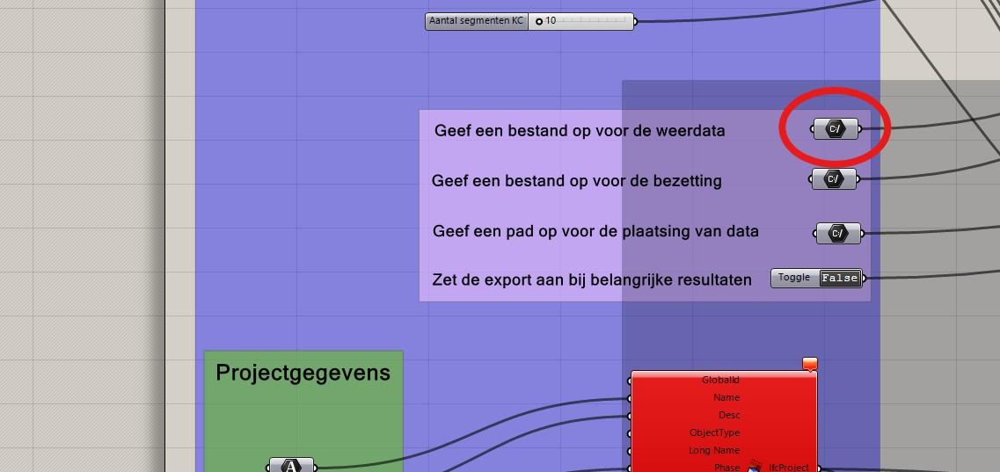 Aantal segmenten KC 10
Geef een bestand op voor de weerdata
C:/
Geef een bestand op voor de bezetting
C:/
Geef een pad op voor de plaatsing van data
C:/
Zet de export aan bij belangrijke resultaten
Toggle False
Projectgegevens
GlobalId
Name
Desc
ObjectType
Long Name
Phase
IfcProject
A